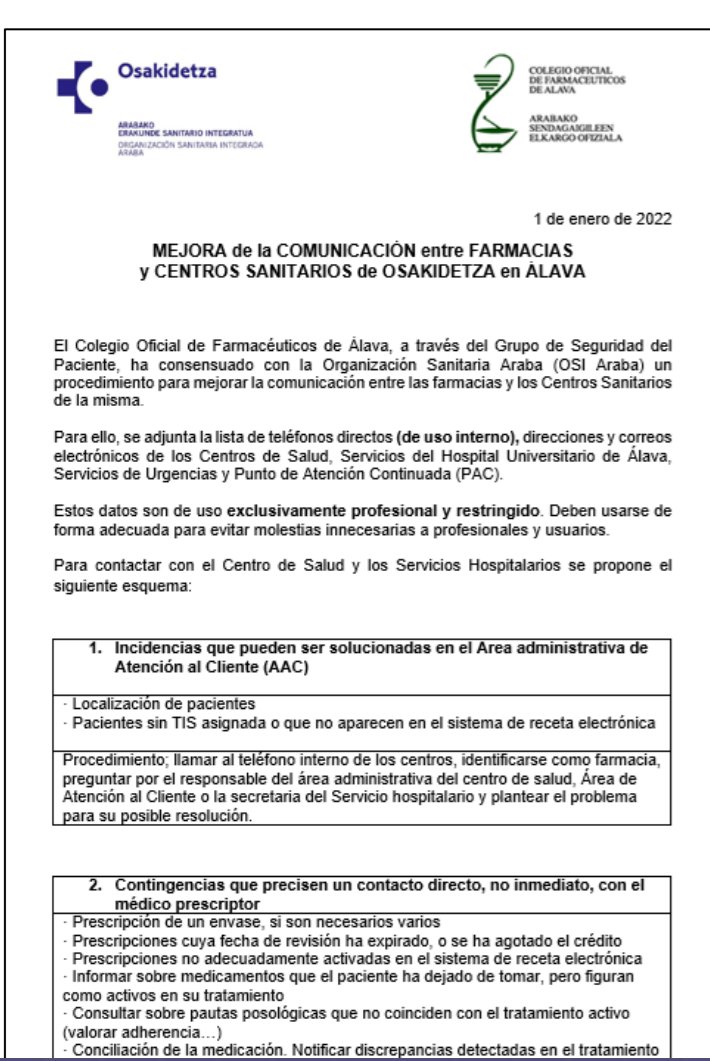 Osakidetza
ARABAKO
ERAKUNDE SANITARIO INTEGRATUA
ORGANIZACIÓN SANITARIA INTEGRADA
ARABA
COLEGIO OFICIAL
DE FARMACEUTICOS
DE ALAVA
ARABAKO
SENDAGAIGILEEN
ELKARGO OFIZIALA
1 de enero de 2022
MEJORA de la COMUNICACIÓN entre FARMACIAS
y CENTROS SANITARIOS de OSAKIDETZA en ÁLAVA
El Colegio Oficial de Farmacéuticos de Álava, a través del Grupo de Seguridad del
Paciente, ha consensuado con la Organización Sanitaria Araba (OSI Araba) un
procedimiento para mejorar la comunicación entre las farmacias y los Centros Sanitarios
de la misma.
Para ello, se adjunta la lista de teléfonos directos (de uso interno), direcciones y correos
electrónicos de los Centros de Salud, Servicios del Hospital Universitario de Álava,
Servicios de Urgencias y Punto de Atención Continuada (PAC).
Estos datos son de uso exclusivamente profesional y restringido. Deben usarse de
forma adecuada para evitar molestias innecesarias a profesionales y usuarios.
Para contactar con el Centro de Salud y los Servicios Hospitalarios se propone el
siguiente esquema:
1. Incidencias que pueden ser solucionadas en el Area administrativa de
Atención al Cliente (AAC)
· Localización de pacientes
· Pacientes sin TIS asignada o que no aparecen en el sistema de receta electrónica
Procedimiento; llamar al teléfono interno de los centros, identificarse como farmacia,
preguntar por el responsable del área administrativa del centro de salud, Área de
Atención al Cliente o la secretaria del Servicio hospitalario y plantear el problema
para su posible resolución.
2. Contingencias que precisen un contacto directo, no inmediato, con el
médico prescriptor
· Prescripción de un envase, si son necesarios varios
· Prescripciones cuya fecha de revisión ha expirado, o se ha agotado el crédito
· Prescripciones no adecuadamente activadas en el sistema de receta electrónica
· Informar sobre medicamentos que el paciente ha dejado de tomar, pero figuran
como activos en su tratamiento
· Consultar sobre pautas posológicas que no coinciden con el tratamiento activo
(valorar adherencia…)
· Conciliación de la medicación. Notificar discrepancias detectadas en el tratamiento